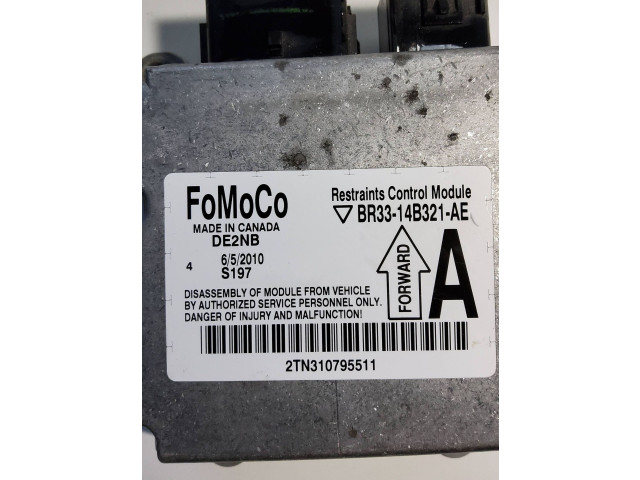 FoMoCo
MADE IN CANADA
DE2NB
6/5/2010
4
S197
Restraints Control Module
BR33-14B321-AE
FORWARD
A
DISASSEMBLY OF MODULE FROM VEHICLE
BY AUTHORIZED SERVICE PERSONNEL ONLY.
DANGER OF INJURY AND MALFUNCTION!
2TN310795511